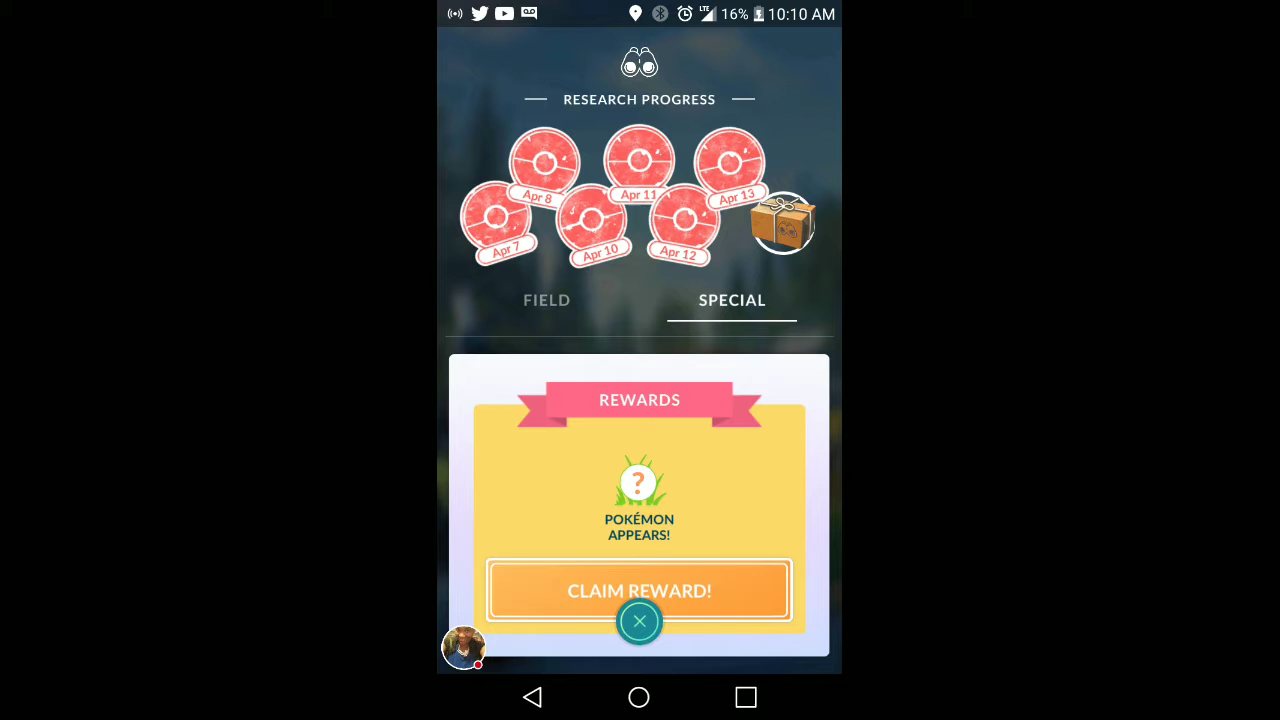 LTE 16% 10:10 AM
RESEARCH PROGRESS
Apr 8
Apr 11
Apr 13
Apr 7
Apr 10
Apr 12
FIELD
SPECIAL
REWARDS
?
POKÉMON
APPEARS!
CLAIM REWARD!